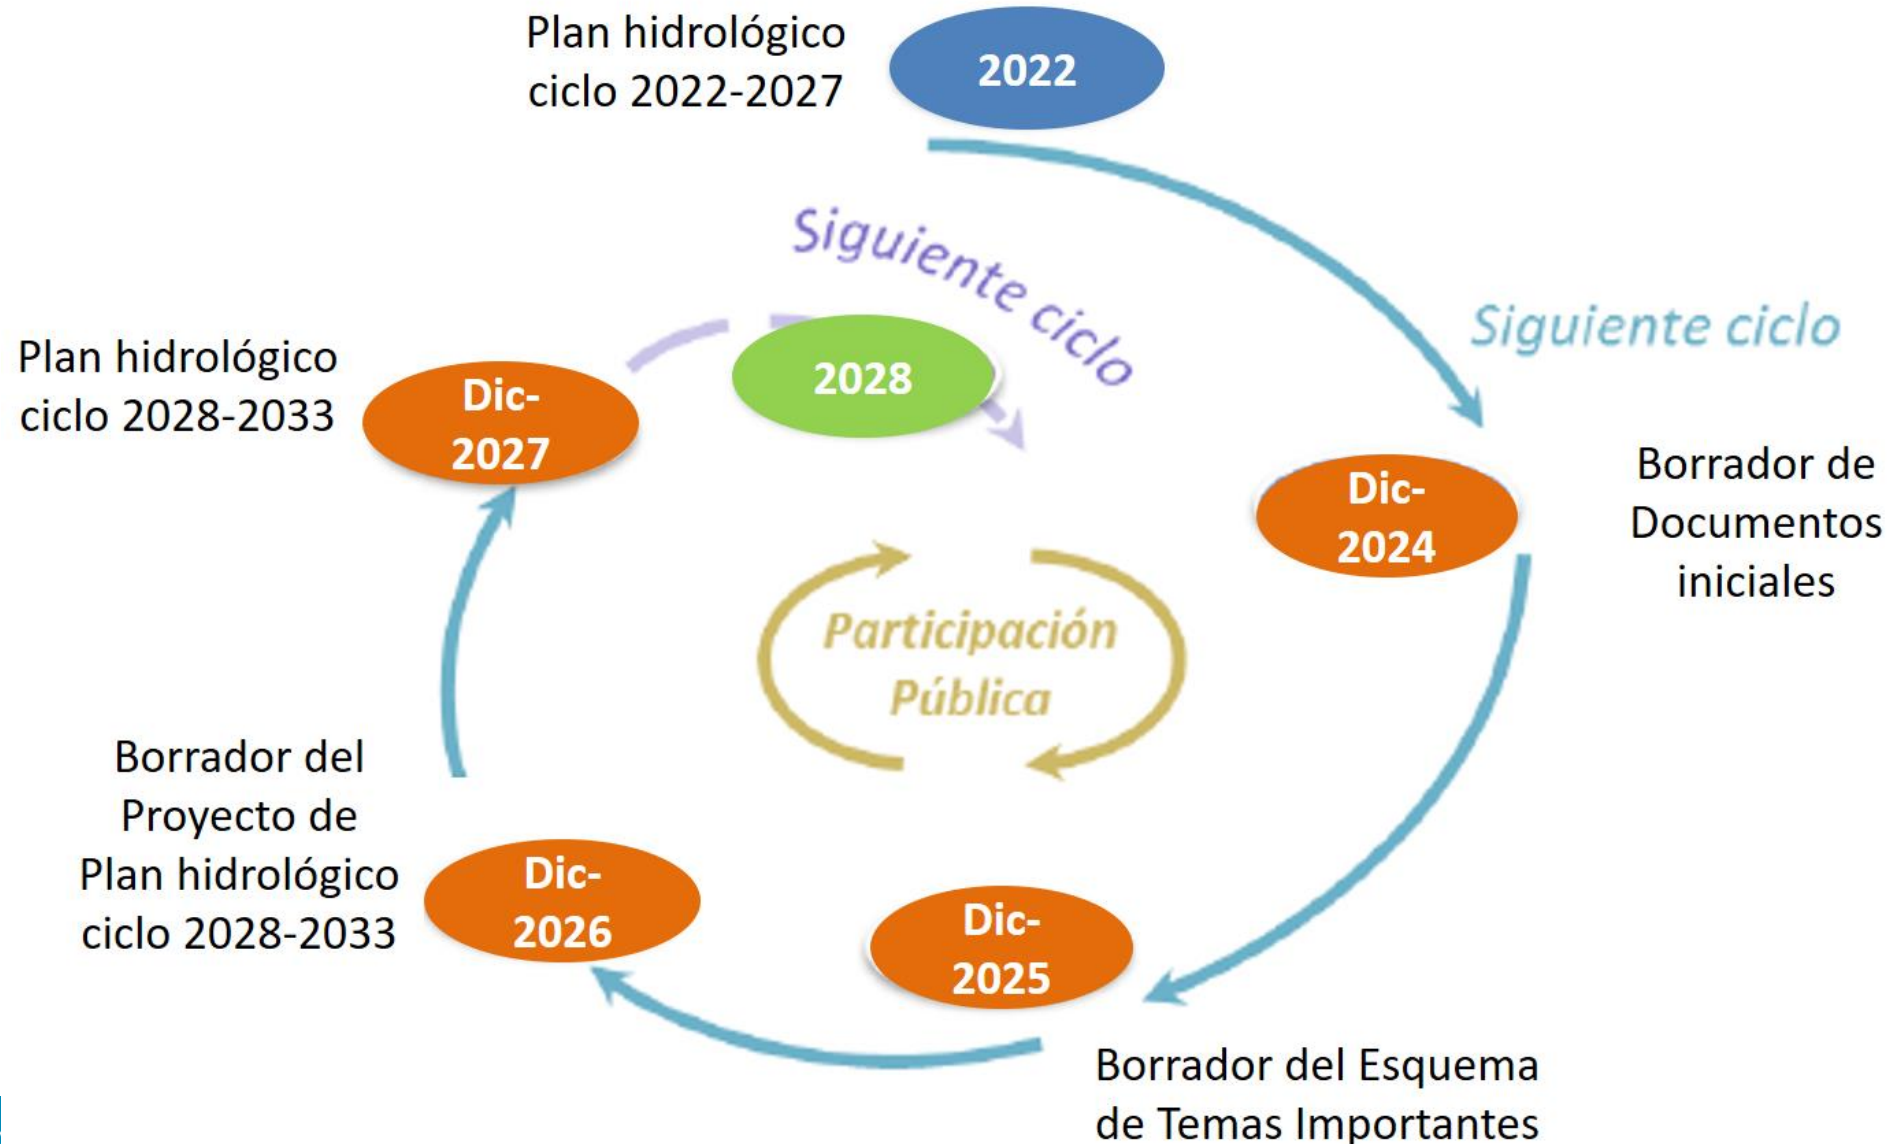 Plan hidrológico
ciclo 2022-2027
2022
Siguiente ciclo
Siguiente ciclo
Plan hidrológico
ciclo 2028-2033
Dic-
2027
2028
Dic-
2024
Borrador de
Documentos
iniciales
Participación
Pública
Borrador del
Proyecto de
Plan hidrológico
ciclo 2028-2033
Dic-
2026
Dic-
2025
Borrador del Esquema
de Temas Importantes